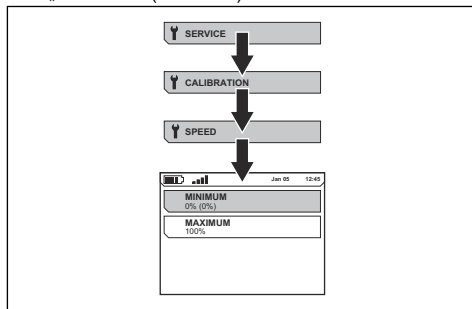 SERVICE
CALIBRATION
SPEED
Jan 05 12:45
MINIMUM
0% (0%)
MAXIMUM
100%